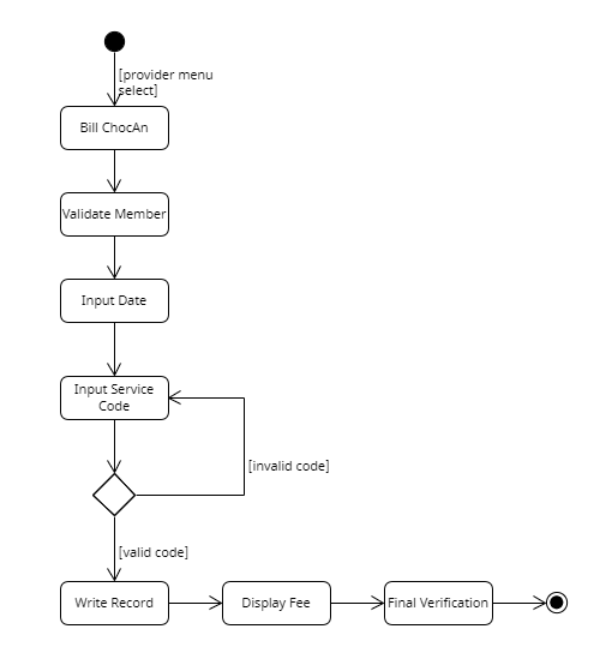 [provider menu
select]
Bill ChocAn
Validate Member
Input Date
Input Service
Code
[invalid code]
[valid code]
Write Record
Display Fee
Final Verification